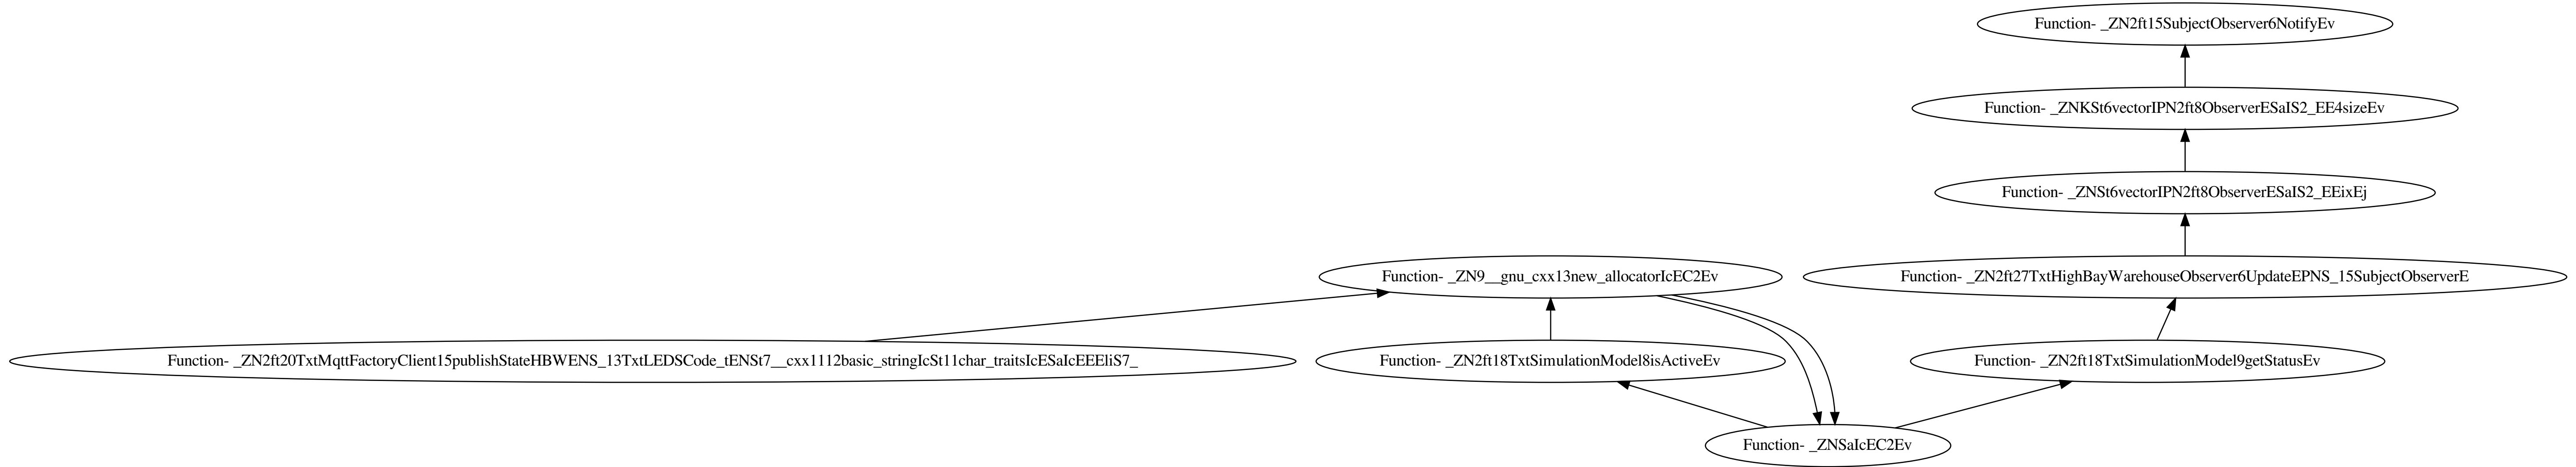 Function- _ZN2ft15SubjectObserver6NotifyEv
Function- _ZNKSt6vectorIPN2ft8ObserverESaIS2_EE4sizeEv
Function- _ZNSt6vectorIPN2ft8ObserverESaIS2_EEixEj
Function- _ZN9__gnu_cxx13new_allocatorIcEC2Ev
Function- _ZN2ft27TxtHighBayWarehouseObserver6UpdateEPNS_15SubjectObserverE
Function- _ZN2ft20TxtMqttFactoryClient15publishStateHBWENS_13TxtLEDSCode_tENSt7__cxx1112basic_stringIcSt11char_traitsIcESaIcEEEliS7_
Function- _ZN2ft18TxtSimulationModel8isActiveEv
Function- _ZN2ft18TxtSimulationModel9getStatusEv
Function- _ZNSaIcEC2Ev